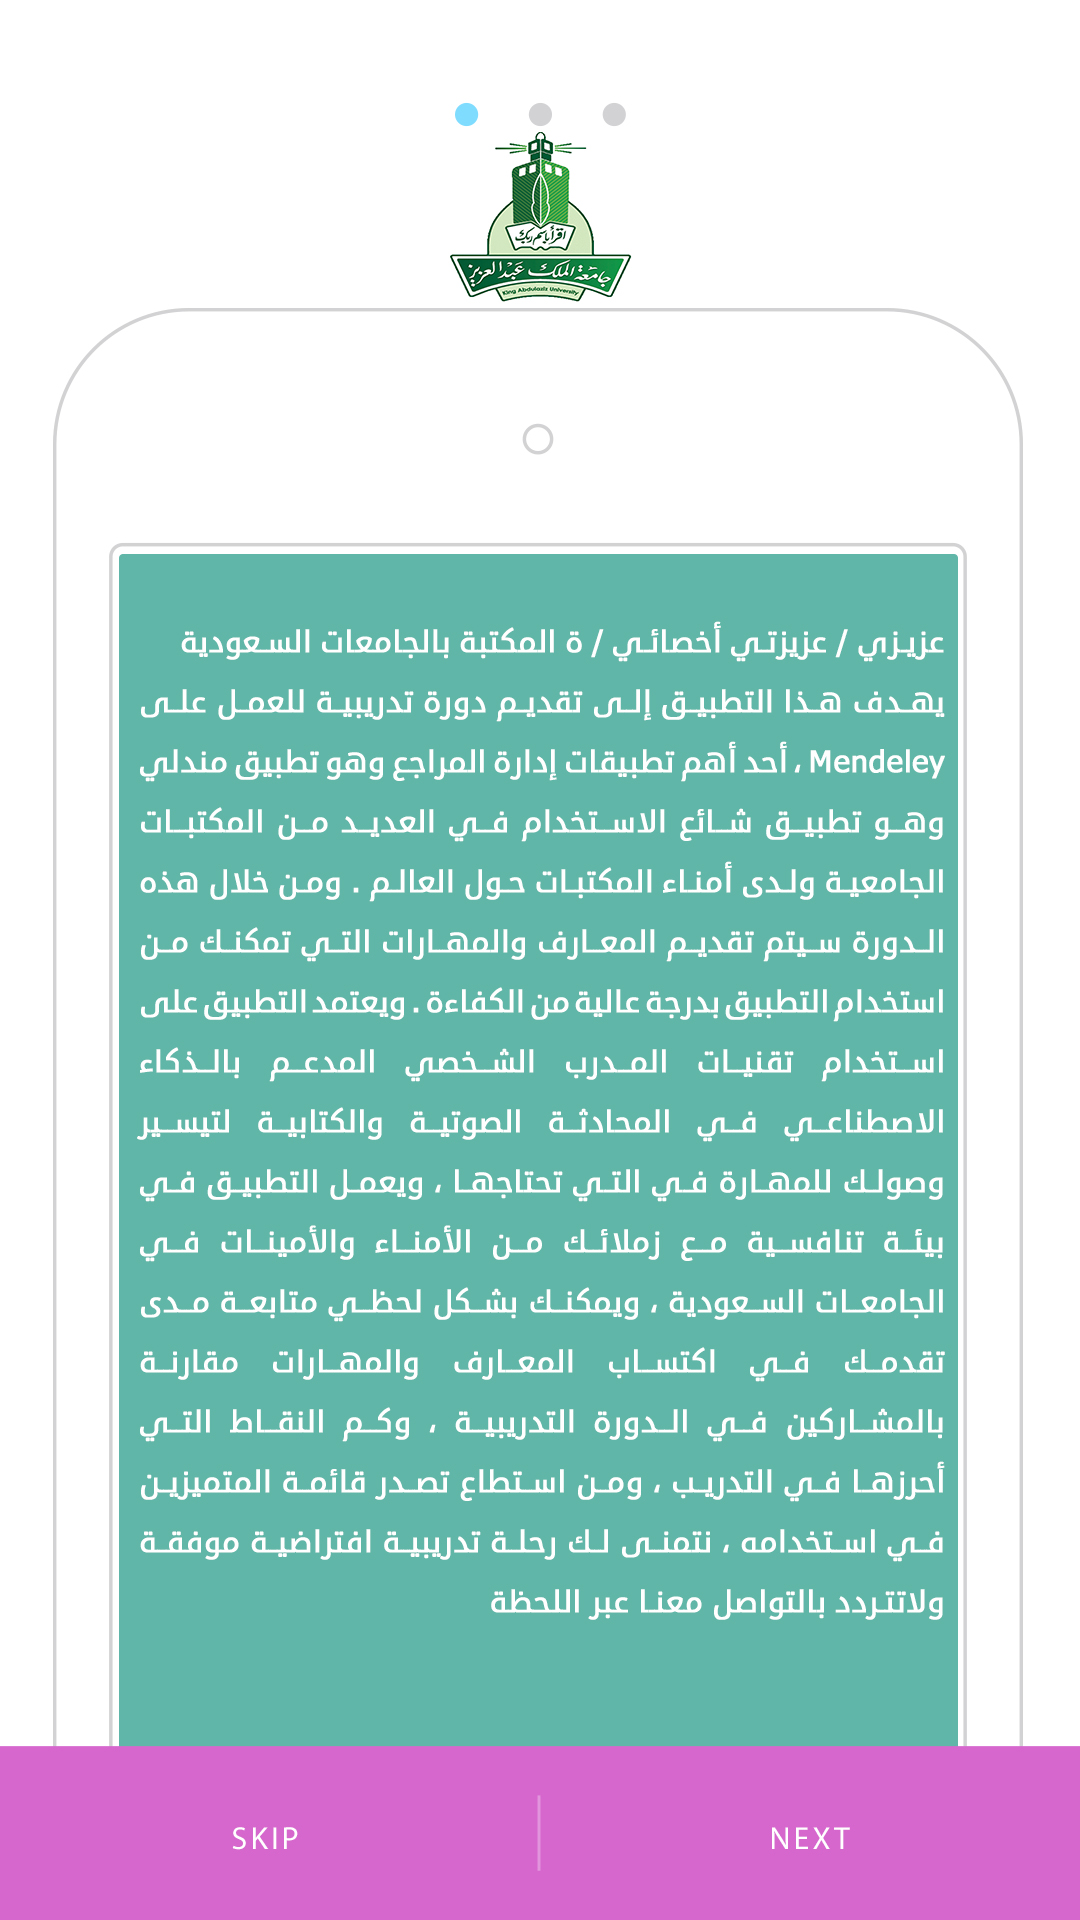 اقرأ باسم ربك
جامعة الملك عبدالعزيز
King Abdulaziz University
عزيزي / عزيزتي أخصائي / ة المكتبة بالجامعات السعودية
يهدف هذا التطبيق إلى تقديم دورة تدريبية للعمل على
Mendeley ، أحد أهم تطبيقات إدارة المراجع وهو تطبيق مندلي
وهو تطبيق شائع الاستخدام في العديد من المكتبات
الجامعية ولدى أمناء المكتبات حول العالم . ومن خلال هذه
الدورة سيتم تقديم المعارف والمهارات التي تمكنك من
استخدام التطبيق بدرجة عالية من الكفاءة . ويعتمد التطبيق على
استخدام تقنيات المدرب الشخصي المدعم بالذكاء
الاصطناعي في المحادثة الصوتية والكتابية لتيسير
وصولك للمهارة في التي تحتاجها ، ويعمل التطبيق في
بيئة تنافسية مع زملائك من الأمناء والأمينات في
الجامعات السعودية ، ويمكنك بشكل لحظي متابعة مدى
تقدمك في اكتساب المعارف والمهارات مقارنة
بالمشاركين في الدورة التدريبية ، وكم النقاط التي
أحرزها في التدريب ، ومن استطاع تصدر قائمة المتميزين
في استخدامه ، نتمنى لك رحلة تدريبية افتراضية موفقة
ولاتتردد بالتواصل معنا عبر اللحظة
SKIP
NEXT